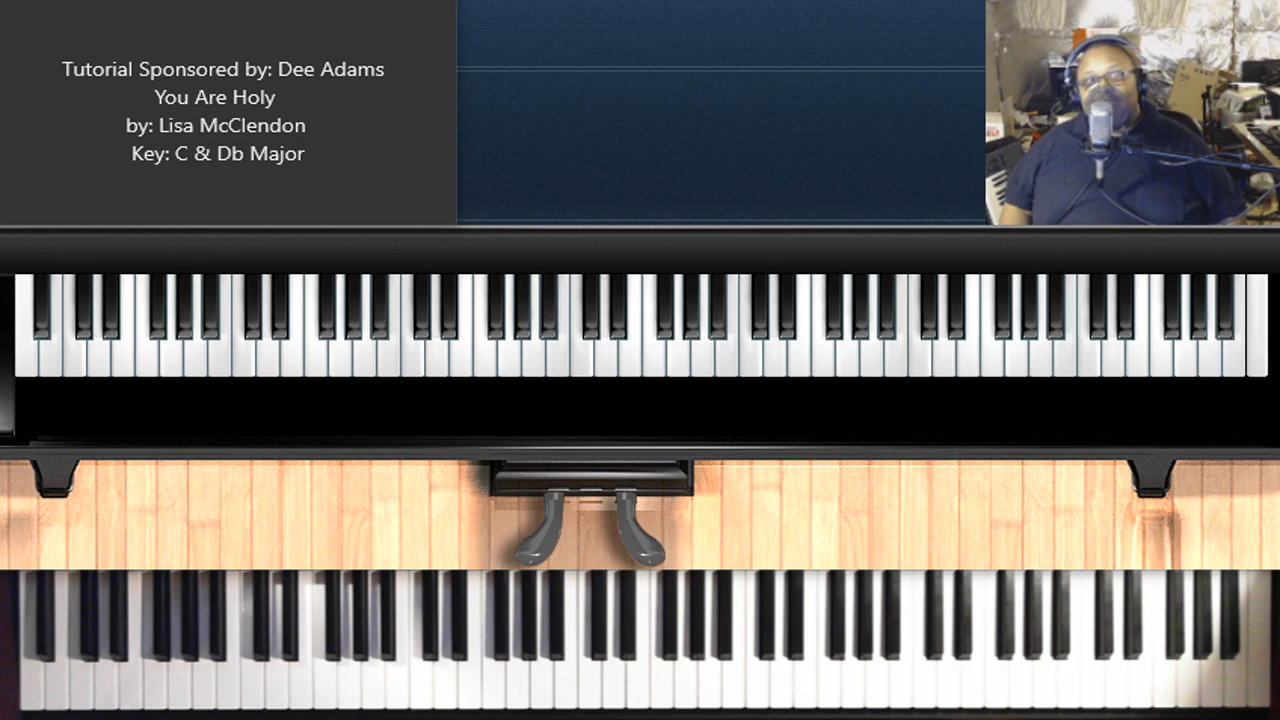 Tutorial Sponsored by: Dee Adams
You Are Holy
by: Lisa McClendon
Key: C & Db Major